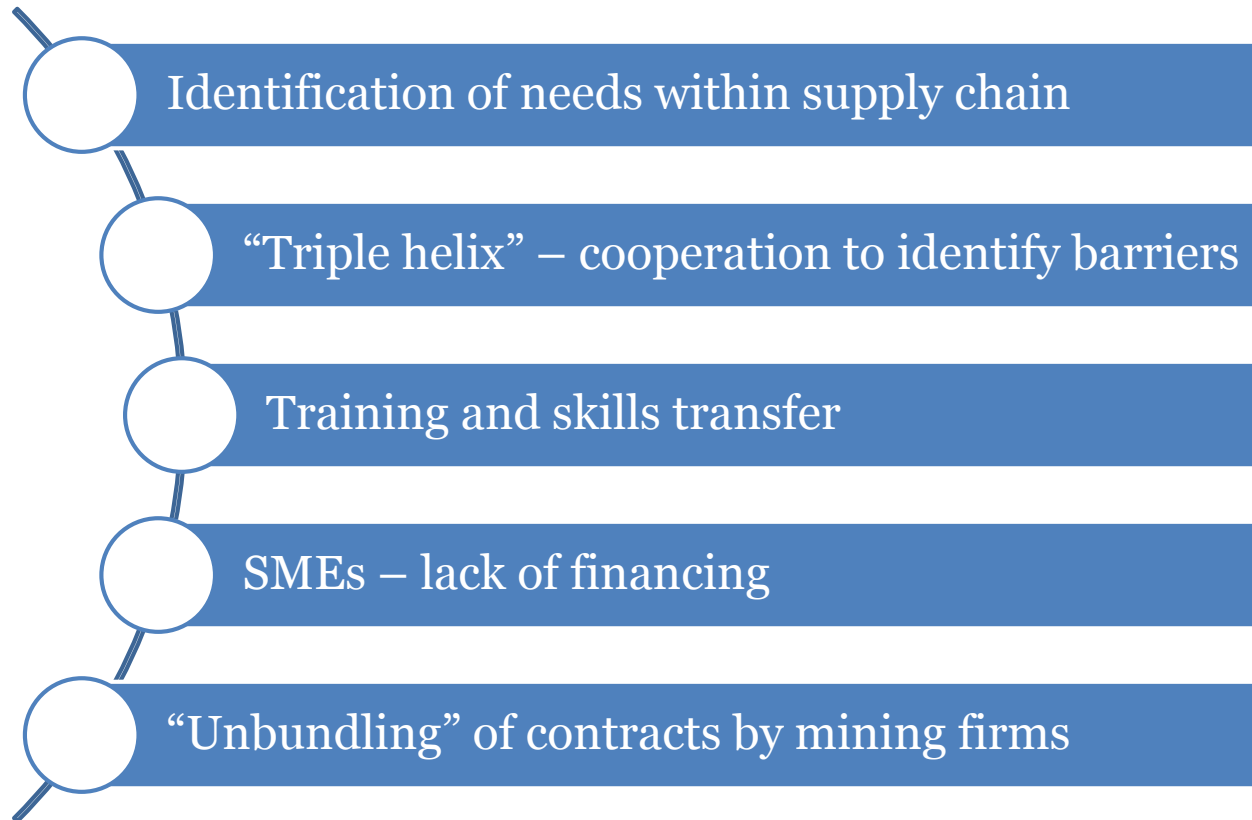 Identification of needs within supply chain
“Triple helix” – cooperation to identify barriers
Training and skills transfer
SMEs – lack of financing
“Unbundling” of contracts by mining firms